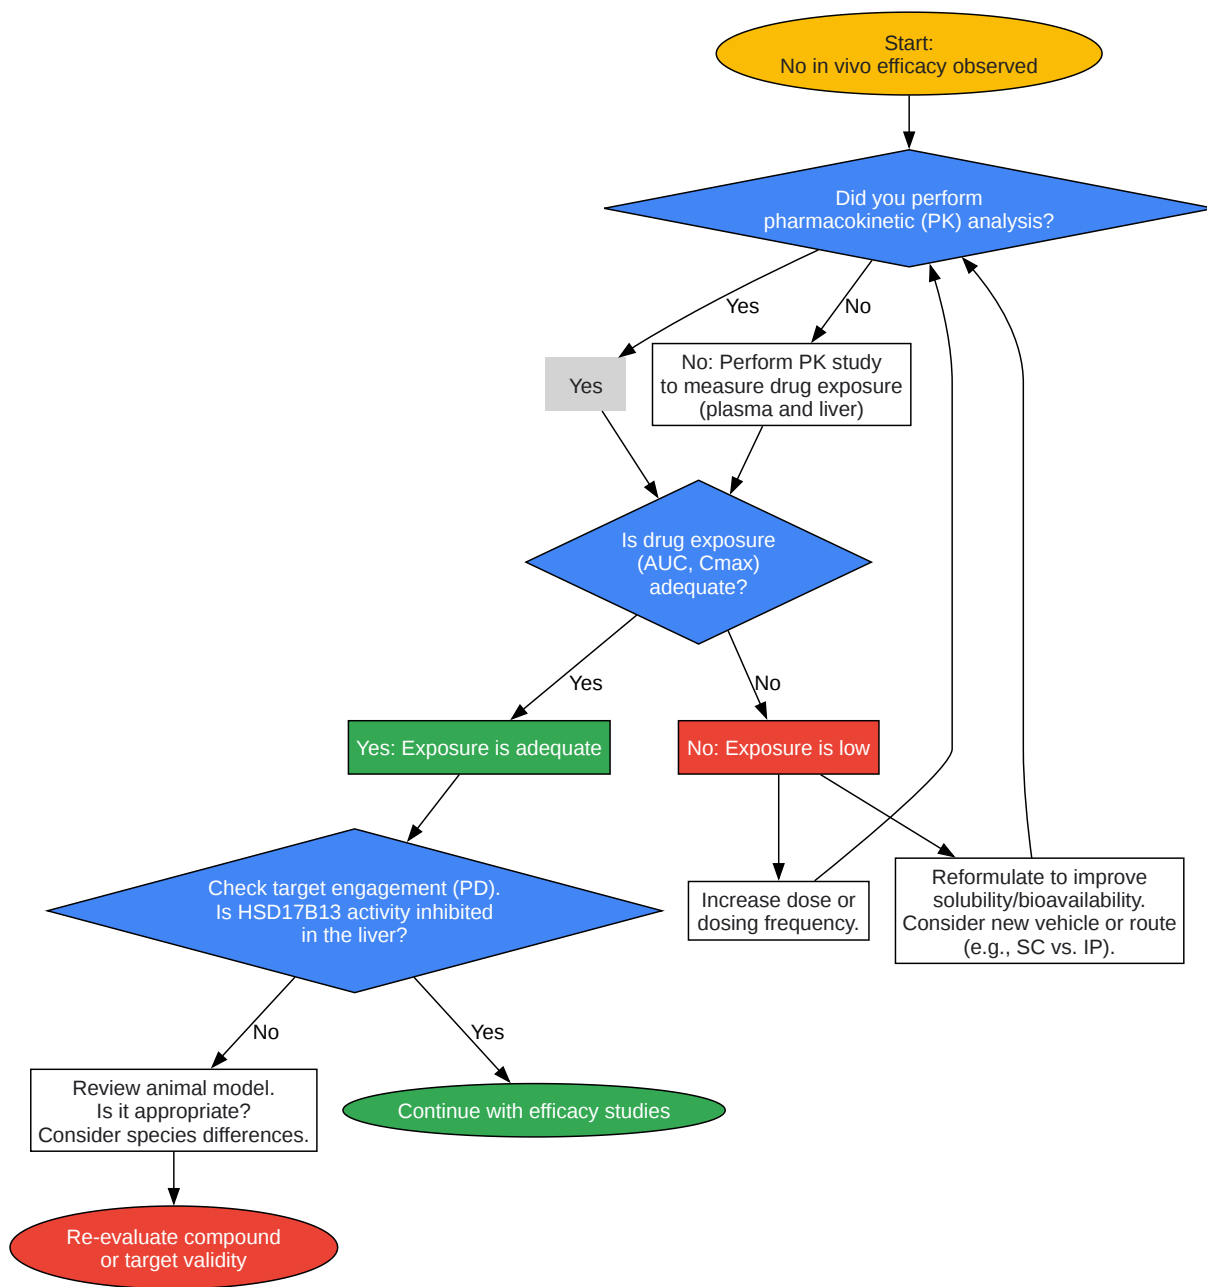 Start:
No in vivo efficacy observed
Did you perform
pharmacokinetic (PK) analysis?
Yes
No
Yes
No: Perform PK study
to measure drug exposure
(plasma and liver)
Is drug exposure
(AUC, Cmax)
adequate?
Yes
No
Yes: Exposure is adequate
No: Exposure is low
Check target engagement (PD).
Is HSD17B13 activity inhibited
in the liver?
Increase dose or
dosing frequency.
Reformulate to improve
solubility/bioavailability.
Consider new vehicle or route
(e.g., SC vs. IP).
No
Yes
Review animal model.
Is it appropriate?
Consider species differences.
Continue with efficacy studies
Re-evaluate compound
or target validity